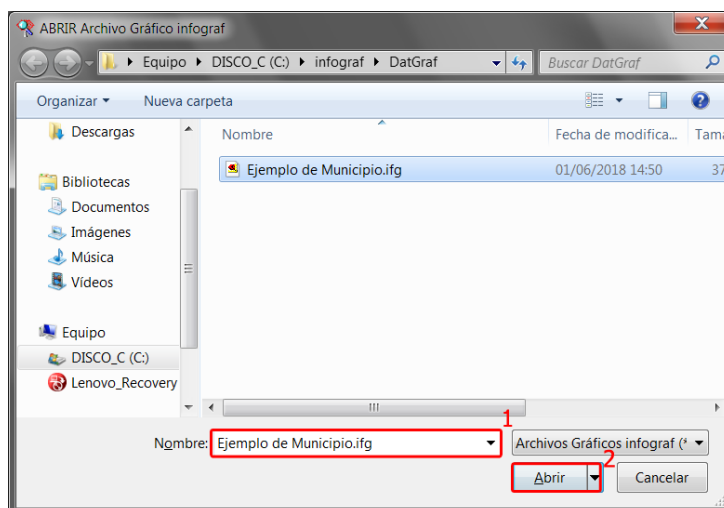 ABRIR Archivo Gráfico infograf
Equipo DISCO_C (C:) infograf DatGraf
Buscar DatGraf
Organizar Nueva carpeta
Descargas
Bibliotecas
Documentos
Imágenes
Música
Vídeos
Equipo
DISCO_C (C:)
Lenovo_Recovery
Nombre Fecha de modifica... Tam
Ejemplo de Municipio.ifg 01/06/2018 14:50 37
1
Nombre: Ejemplo de Municipio.ifg Archivos Gráficos infograf (*
2
Abrir Cancelar